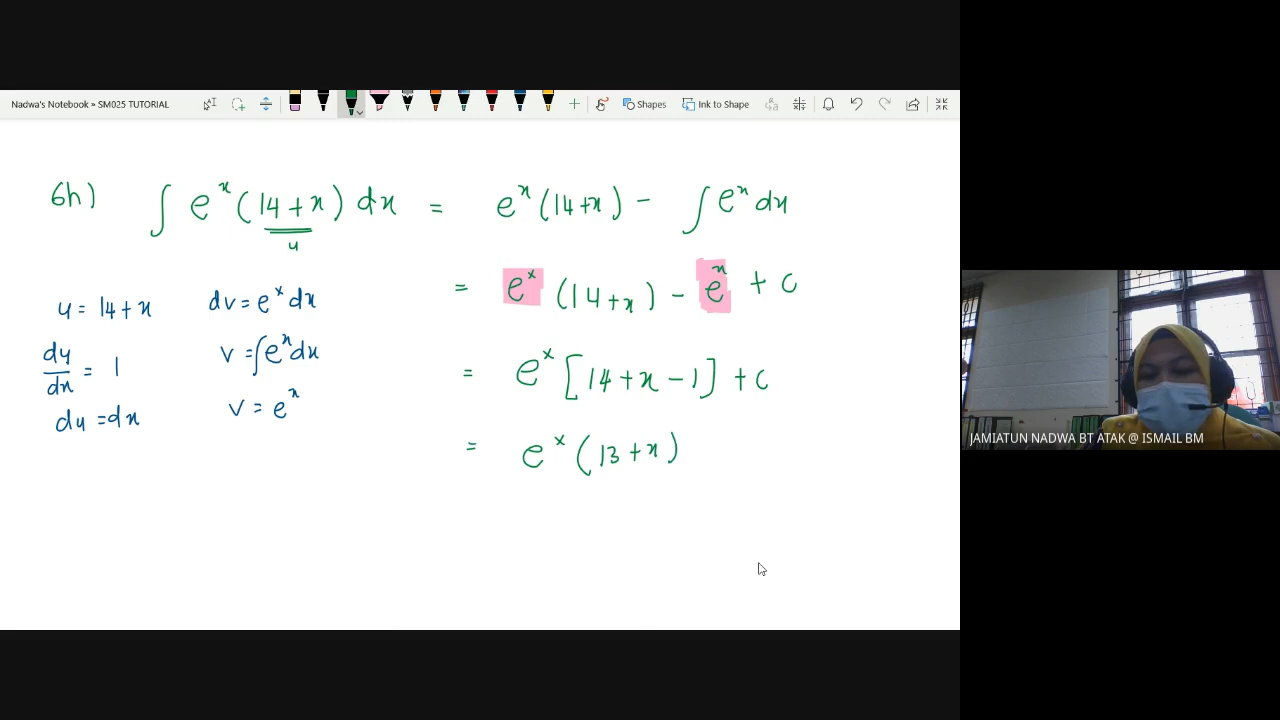 Nadwa's Notebook » SM025 TUTORIAL
Shapes
Ink to Shape
6h) ∫ e^x (14 + x) dx = e^x (14+x) - ∫ e^x dx
u
= e^x (14+x) - e^x + c
u = 14 + x dv = e^x dx
du/dx = 1 v = ∫ e^x dx
= e^x [14 + x - 1] + c
du = dx v = e^x
= e^x (13 + x)
JAMIATUN NADWA BT ATAK @ ISMAIL BM